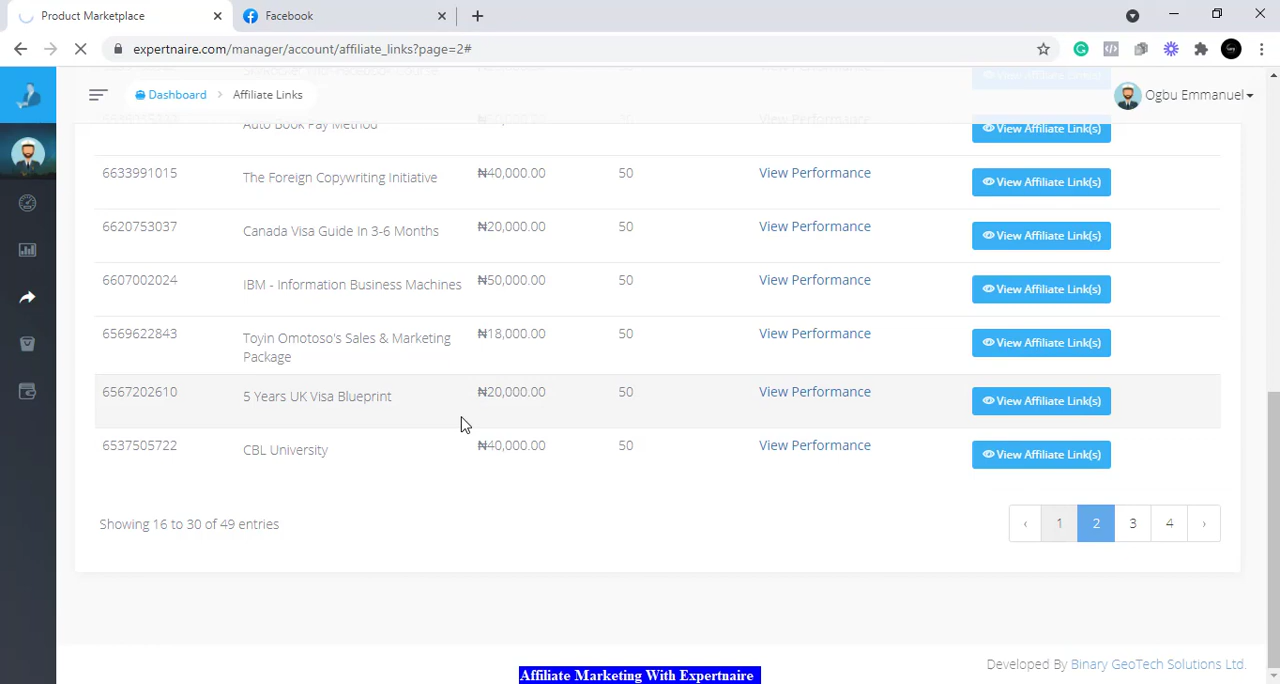 Product Marketplace
Facebook
expertnaire.com/manager/account/affiliate_links?page=2#
Dashboard > Affiliate Links
Ogbu Emmanuel
Auto Book Pay Method
View Affiliate Link(s)
6633991015 The Foreign Copywriting Initiative ₦40,000.00 50 View Performance View Affiliate Link(s)
6620753037 Canada Visa Guide In 3-6 Months ₦20,000.00 50 View Performance View Affiliate Link(s)
6607002024 IBM - Information Business Machines ₦50,000.00 50 View Performance View Affiliate Link(s)
6569622843 Toyin Omotoso's Sales & Marketing ₦18,000.00 50 View Performance View Affiliate Link(s)
Package
6567202610 5 Years UK Visa Blueprint ₦20,000.00 50 View Performance View Affiliate Link(s)
6537505722 CBL University ₦40,000.00 50 View Performance View Affiliate Link(s)
Showing 16 to 30 of 49 entries
‹ 1 2 3 4 ›
Developed By Binary GeoTech Solutions Ltd.
Affiliate Marketing With Expertnaire